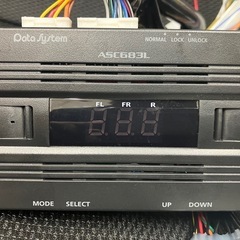 Data System
NORMAL LOCK UNLOCK
ASC683L
FL FR R
MODE SELECT UP DOWN